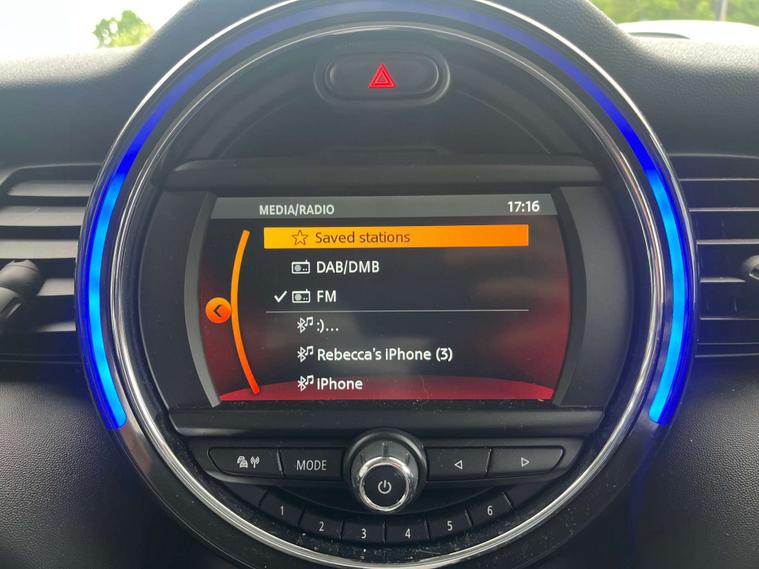 MEDIA/RADIO 17:16
Saved stations
DAB/DMB
FM
:)...
Rebecca's iPhone (3)
iPhone
MODE
1 2 3 4 5 6